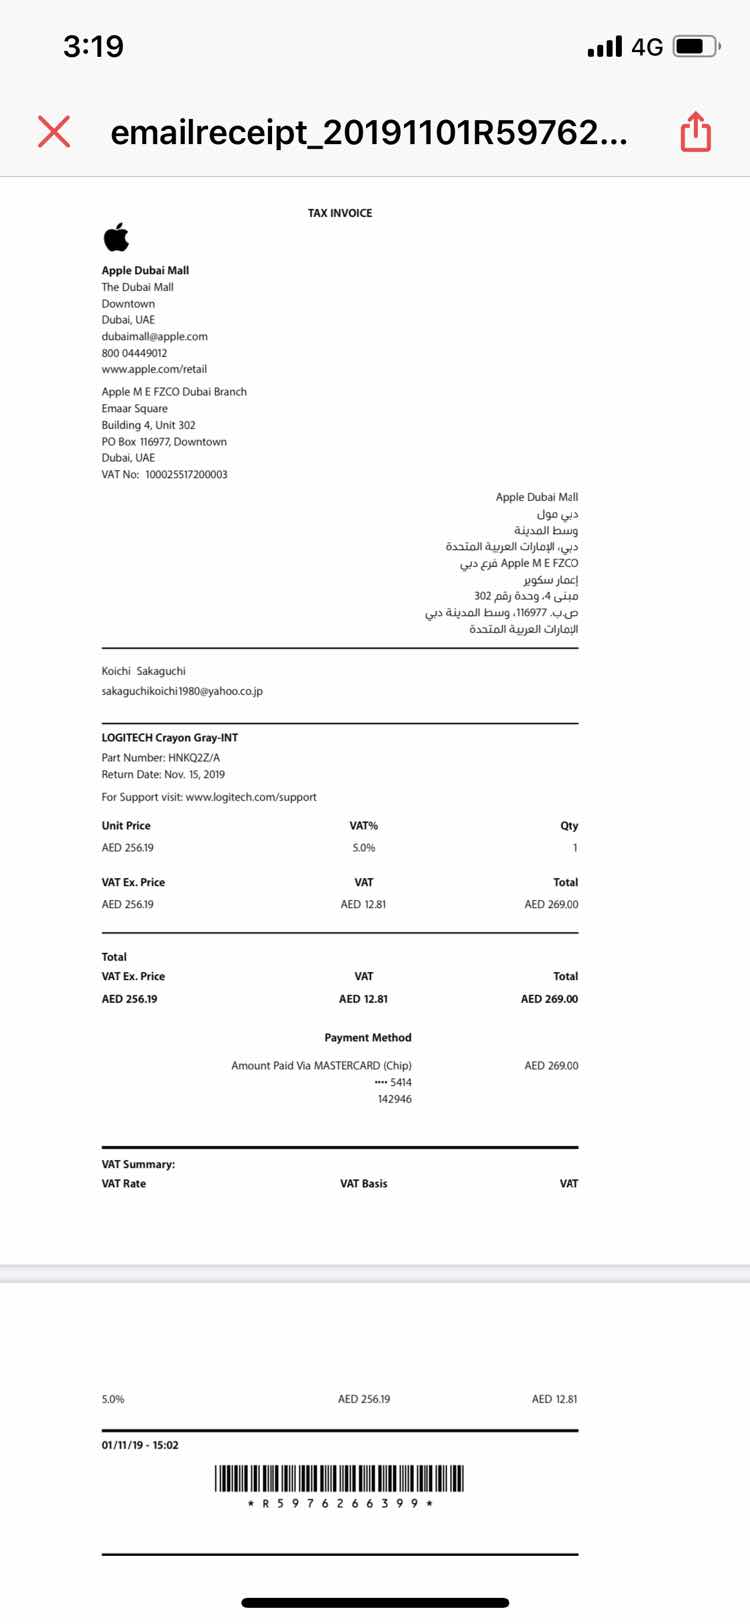 3:19
4G
emailreceipt_20191101R59762...
TAX INVOICE
Apple Dubai Mall
The Dubai Mall
Downtown
Dubai, UAE
dubaimall@apple.com
800 04449012
www.apple.com/retail
Apple M E FZCO Dubai Branch
Emaar Square
Building 4, Unit 302
PO Box 116977, Downtown
Dubai, UAE
VAT No: 100025517200003
Apple Dubai Mall
دبي مول
وسط المدينة
دبي، الإمارات العربية المتحدة
Apple M E FZCO فرع دبي
إعمار سكوير
مبنى 4، وحدة رقم 302
ص.ب. 116977، وسط المدينة دبي
الإمارات العربية المتحدة
Koichi Sakaguchi
sakaguchikoichi1980@yahoo.co.jp
LOGITECH Crayon Gray-INT
Part Number: HNKQ2Z/A
Return Date: Nov. 15, 2019
For Support visit: www.logitech.com/support
Unit Price VAT% Qty
AED 256.19 5.0% 1
VAT Ex. Price VAT Total
AED 256.19 AED 12.81 AED 269.00
Total
VAT Ex. Price VAT Total
AED 256.19 AED 12.81 AED 269.00
Payment Method
Amount Paid Via MASTERCARD (Chip) AED 269.00
•••• 5414
142946
VAT Summary:
VAT Rate VAT Basis VAT
5.0% AED 256.19 AED 12.81
01/11/19 - 15:02
* R 5 9 7 6 2 6 6 3 9 9 *